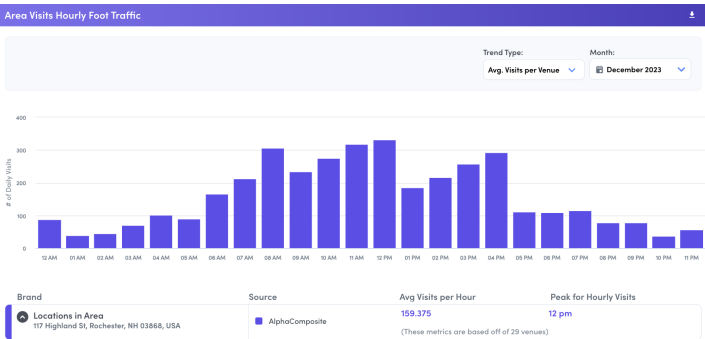 Area Visits Hourly Foot Traffic
Trend Type:
Month:
Avg. Visits per Venue
December 2023
400
300
200
100
0
# of Daily Visits
12 AM 01 AM 02 AM 03 AM 04 AM 05 AM 06 AM 07 AM 08 AM 09 AM 10 AM 11 AM 12 PM 01 PM 02 PM 03 PM 04 PM 05 PM 06 PM 07 PM 08 PM 09 PM 10 PM 11 PM
Brand Source Avg Visits per Hour Peak for Hourly Visits
Locations in Area
117 Highland St, Rochester, NH 03868, USA
AlphaComposite
159.375
12 pm
(These metrics are based off of 29 venues)